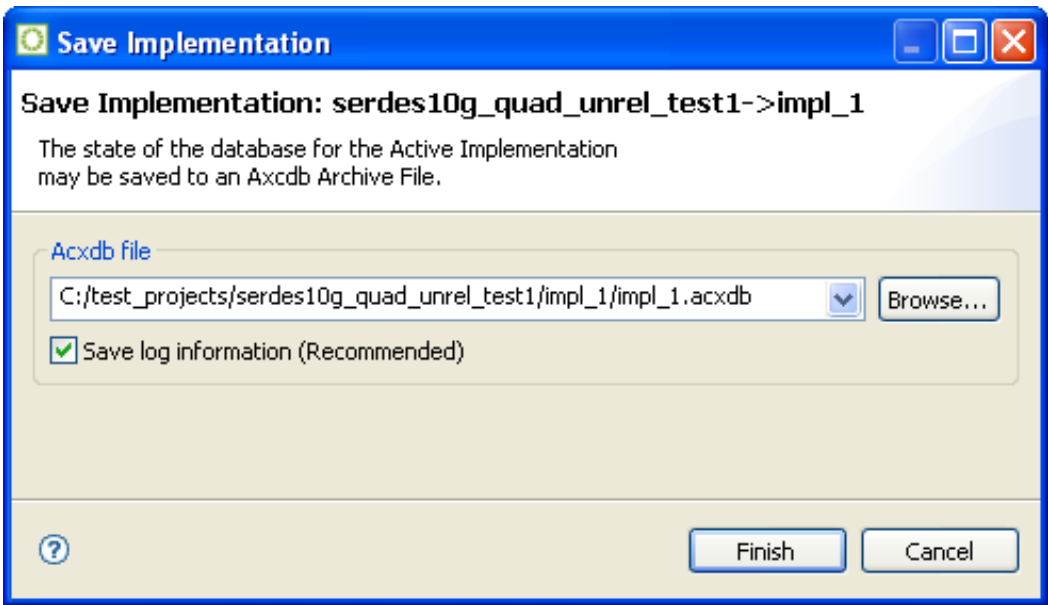 Save Implementation
Save Implementation: serdes10g_quad_unrel_test1->impl_1
The state of the database for the Active Implementation
may be saved to an Axcdb Archive File.
Acxdb file
C:/test_projects/serdes10g_quad_unrel_test1/impl_1/impl_1.acxdb
Browse...
Save log information (Recommended)
?
Finish
Cancel